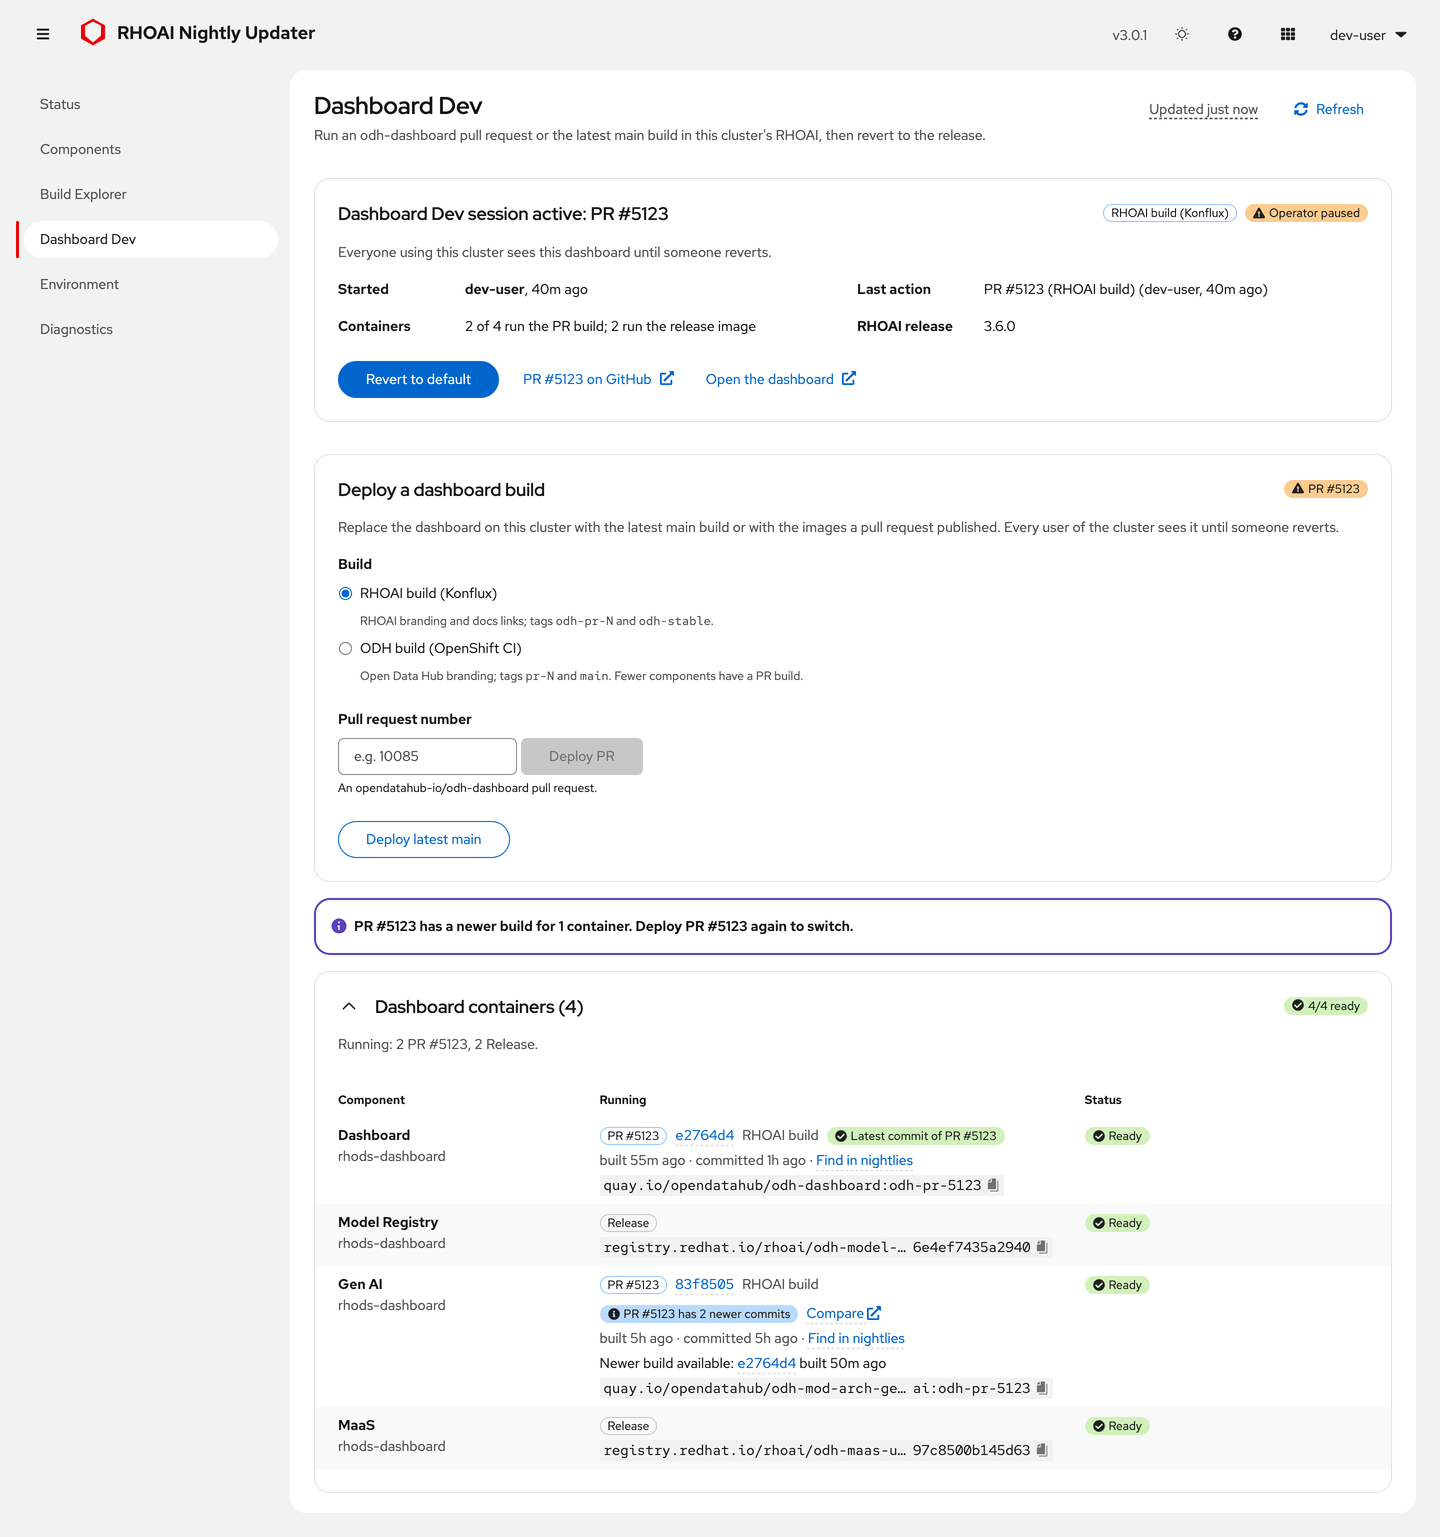 RHOAI Nightly Updater
v3.0.1
dev-user
Status
Components
Build Explorer
Dashboard Dev
Environment
Diagnostics
Dashboard Dev
Updated just now
Refresh
Run an odh-dashboard pull request or the latest main build in this cluster's RHOAI, then revert to the release.
Dashboard Dev session active: PR #5123
RHOAI build (Konflux)
Operator paused
Everyone using this cluster sees this dashboard until someone reverts.
Started
dev-user, 40m ago
Last action
PR #5123 (RHOAI build) (dev-user, 40m ago)
Containers
2 of 4 run the PR build; 2 run the release image
RHOAI release
3.6.0
Revert to default
PR #5123 on GitHub
Open the dashboard
Deploy a dashboard build
PR #5123
Replace the dashboard on this cluster with the latest main build or with the images a pull request published. Every user of the cluster sees it until someone reverts.
Build
RHOAI build (Konflux)
RHOAI branding and docs links; tags odh-pr-N and odh-stable.
ODH build (OpenShift CI)
Open Data Hub branding; tags pr-N and main. Fewer components have a PR build.
Pull request number
e.g. 10085
Deploy PR
An opendatahub-io/odh-dashboard pull request.
Deploy latest main
PR #5123 has a newer build for 1 container. Deploy PR #5123 again to switch.
Dashboard containers (4)
4/4 ready
Running: 2 PR #5123, 2 Release.
Component
Running
Status
Dashboard
rhods-dashboard
PR #5123 e2764d4 RHOAI build Latest commit of PR #5123
built 55m ago · committed 1h ago · Find in nightlies
quay.io/opendatahub/odh-dashboard:odh-pr-5123
Ready
Model Registry
rhods-dashboard
Release
registry.redhat.io/rhoai/odh-model-… 6e4ef7435a2940
Ready
Gen AI
rhods-dashboard
PR #5123 83f8505 RHOAI build
PR #5123 has 2 newer commits Compare
built 5h ago · committed 5h ago · Find in nightlies
Newer build available: e2764d4 built 50m ago
quay.io/opendatahub/odh-mod-arch-ge… ai:odh-pr-5123
Ready
MaaS
rhods-dashboard
Release
registry.redhat.io/rhoai/odh-maas-u… 97c8500b145d63
Ready